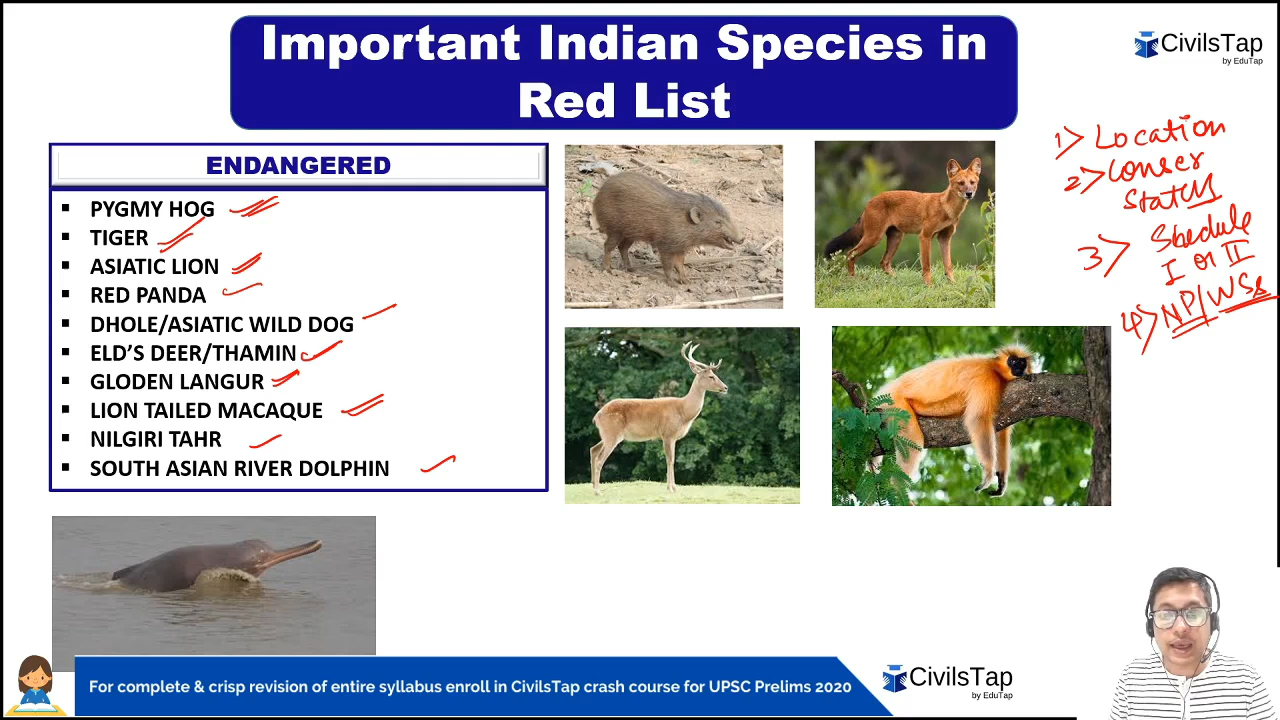 Important Indian Species in
Red List
CivilsTap
by EduTap
ENDANGERED
▪ PYGMY HOG
▪ TIGER
▪ ASIATIC LION
▪ RED PANDA
▪ DHOLE/ASIATIC WILD DOG
▪ ELD'S DEER/THAMIN
▪ GLODEN LANGUR
▪ LION TAILED MACAQUE
▪ NILGIRI TAHR
▪ SOUTH ASIAN RIVER DOLPHIN
1> Location
2> Conser
Status
3> Shedule
I or II
4> NP/WSs
For complete & crisp revision of entire syllabus enroll in CivilsTap crash course for UPSC Prelims 2020
CivilsTap
by EduTap